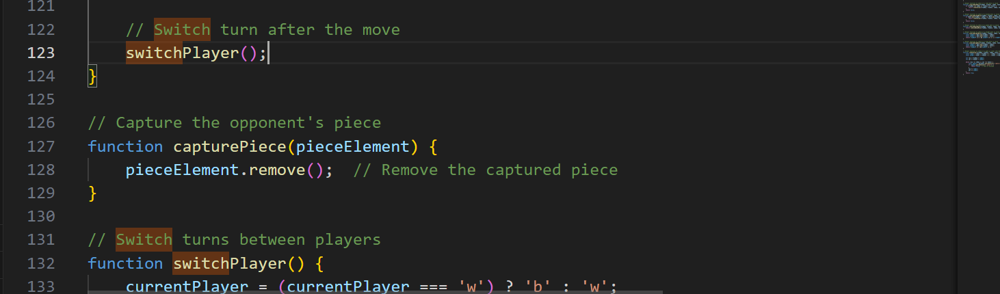 121
122 // Switch turn after the move
123 switchPlayer();
124 }
125
126 // Capture the opponent's piece
127 function capturePiece(pieceElement) {
128 pieceElement.remove(); // Remove the captured piece
129 }
130
131 // Switch turns between players
132 function switchPlayer() {
133 currentPlayer = (currentPlayer === 'w') ? 'b' : 'w';